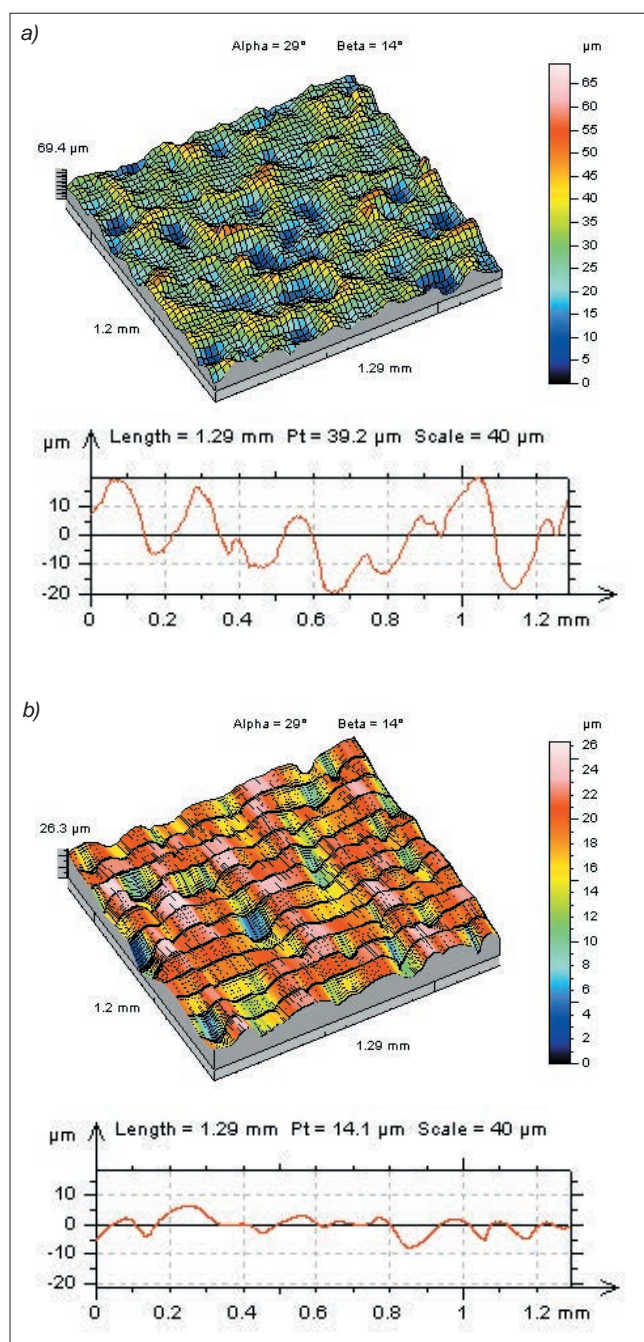 a)
Alpha = 29° Beta = 14°
µm
65
60
55
50
45
40
35
30
25
20
15
10
5
0
69.4 µm
1.2 mm
1.29 mm
µm Length = 1.29 mm Pt = 39.2 µm Scale = 40 µm
10
0
-10
-20
0 0.2 0.4 0.6 0.8 1 1.2 mm
b)
Alpha = 29° Beta = 14°
µm
26
24
22
20
18
16
14
12
10
8
6
4
2
0
26.3 µm
1.2 mm
1.29 mm
µm Length = 1.29 mm Pt = 14.1 µm Scale = 40 µm
10
0
-10
-20
0 0.2 0.4 0.6 0.8 1 1.2 mm